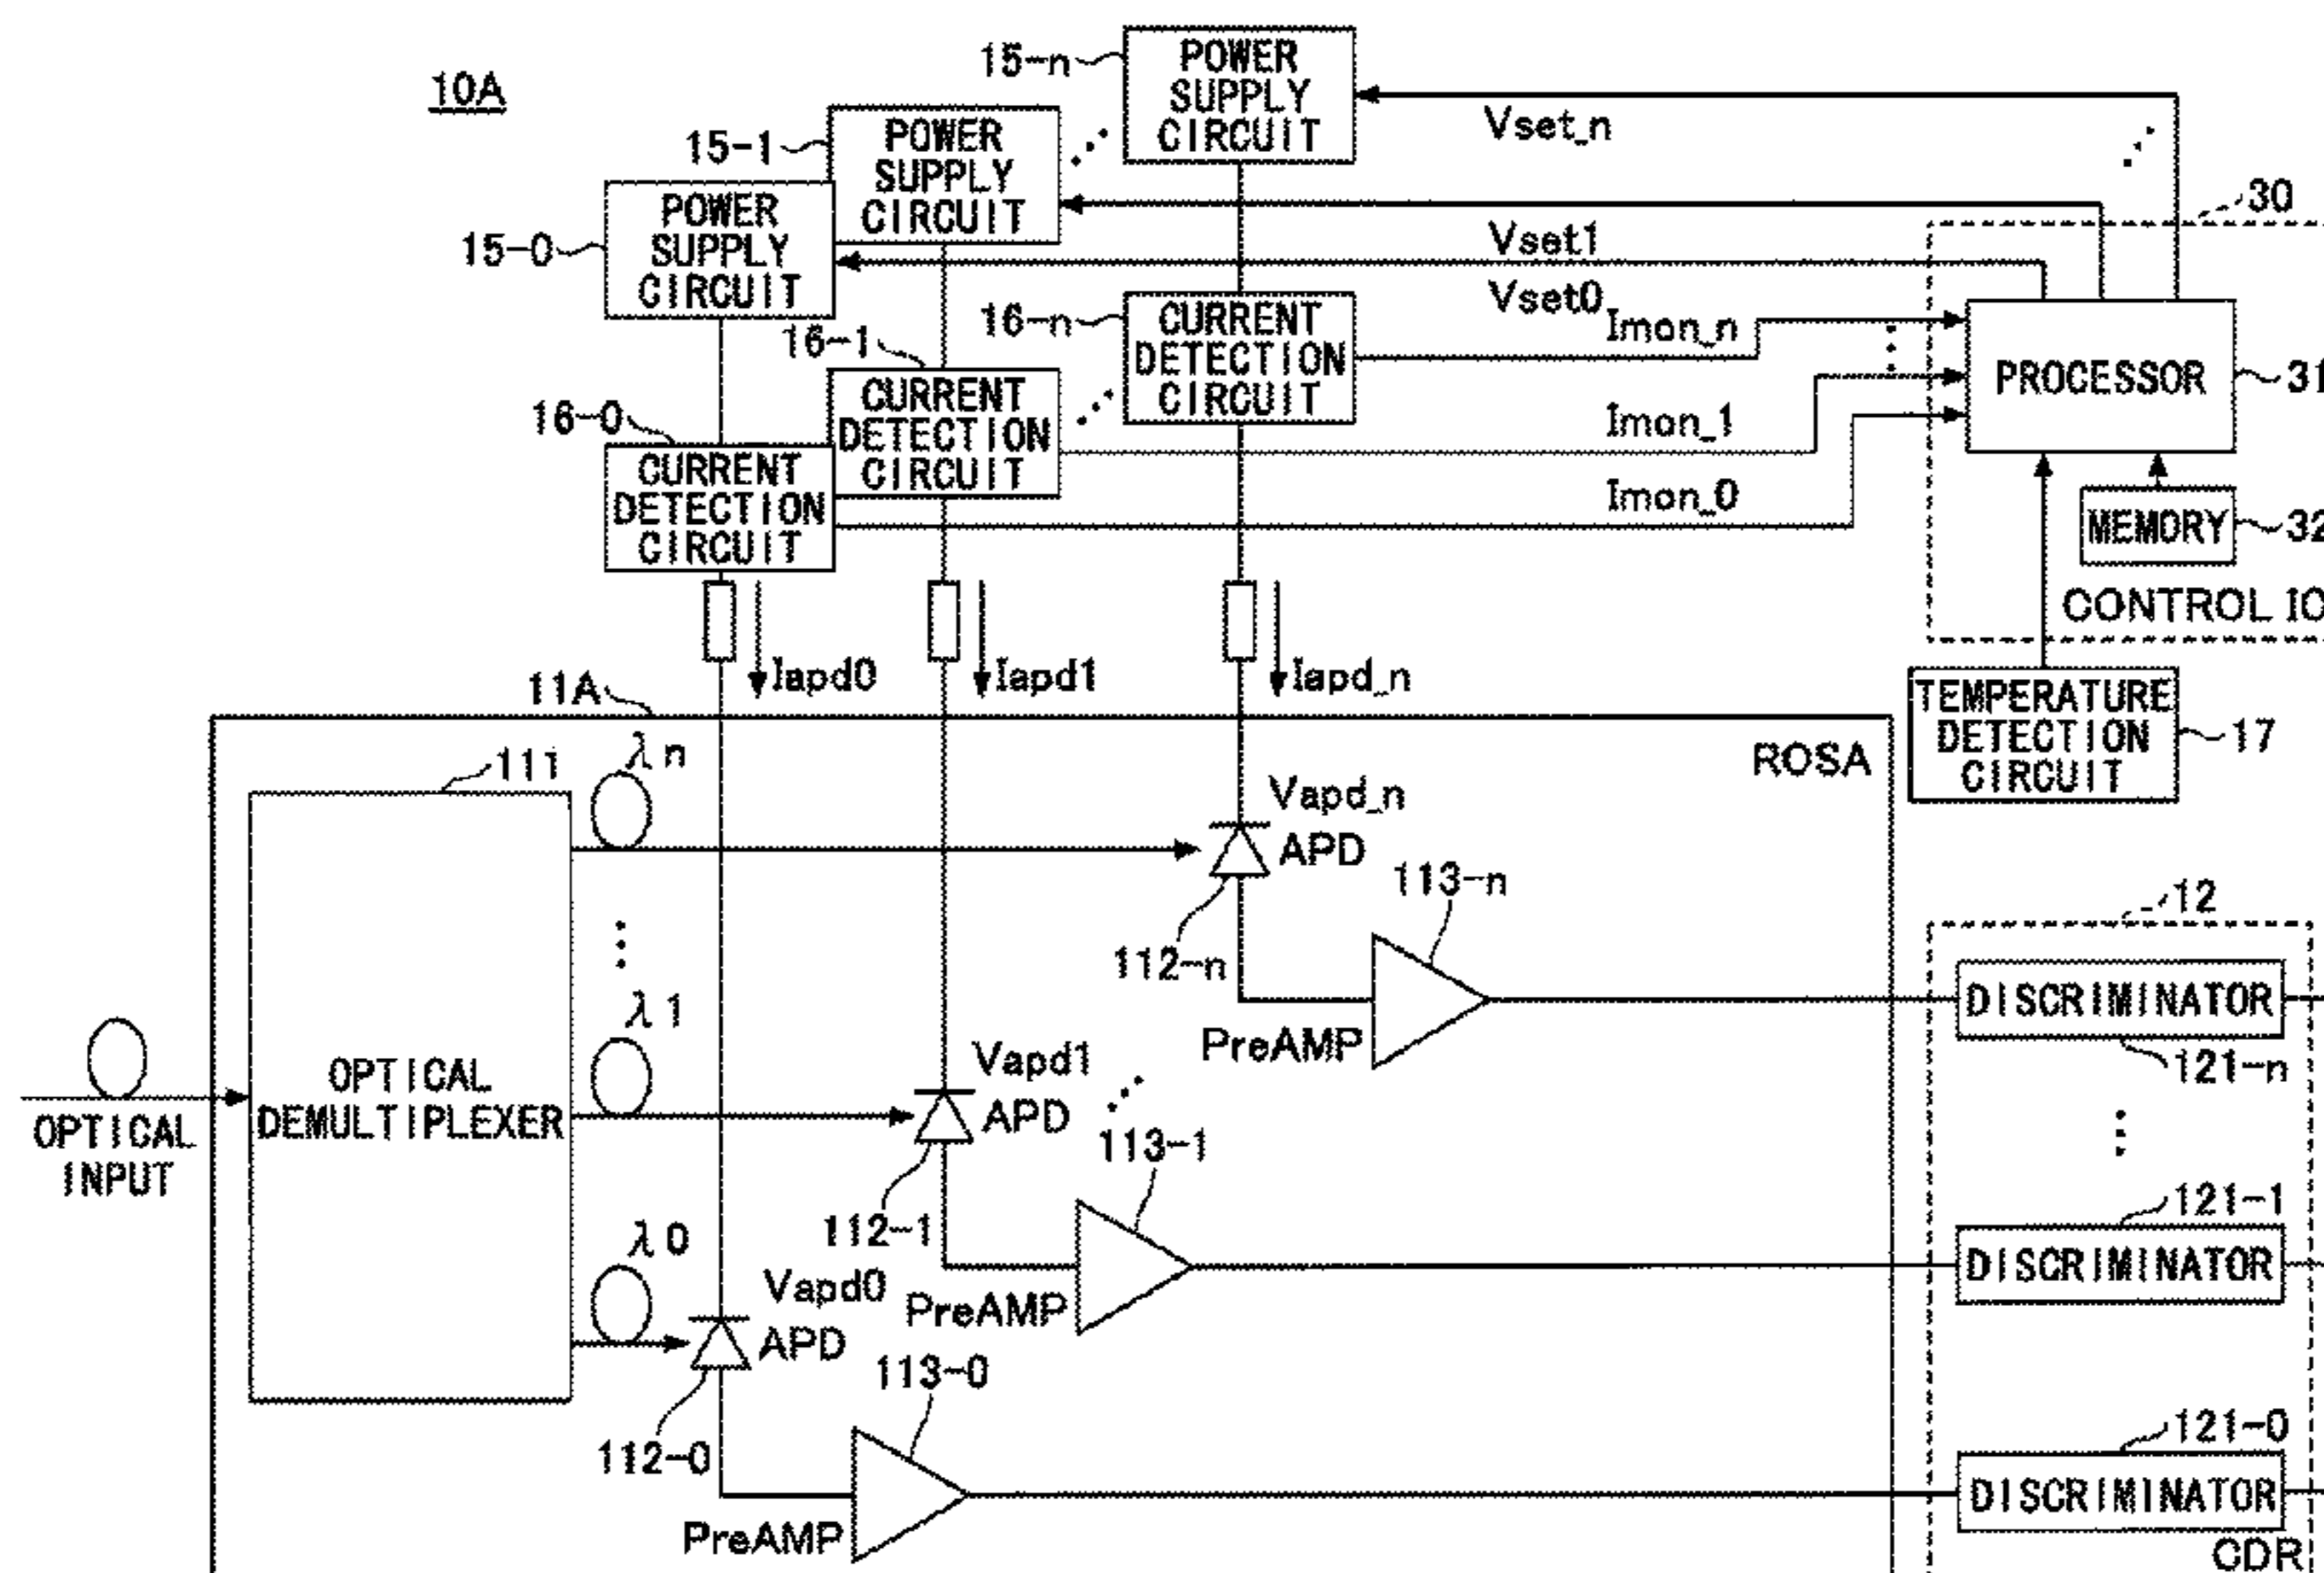 10A
15-n
POWER
SUPPLY
CIRCUIT
Vset_n
15-1
POWER
SUPPLY
CIRCUIT
30
15-0
POWER
SUPPLY
CIRCUIT
Vset1
Vset0
16-n
CURRENT
DETECTION
CIRCUIT
Imon_n
16-1
CURRENT
DETECTION
CIRCUIT
Imon_1
PROCESSOR
31
16-0
CURRENT
DETECTION
CIRCUIT
Imon_0
MEMORY
32
CONTROL IC
Iapd0
Iapd1
Iapd_n
11A
TEMPERATURE
DETECTION
CIRCUIT
17
ROSA
111
λn
Vapd_n
APD
113-n
112-n
PreAMP
12
DISCRIMINATOR
121-n
λ1
OPTICAL
INPUT
OPTICAL
DEMULTIPLEXER
Vapd1
APD
113-1
112-1
PreAMP
121-1
DISCRIMINATOR
λ0
Vapd0
APD
113-0
112-0
PreAMP
121-0
DISCRIMINATOR
CDR